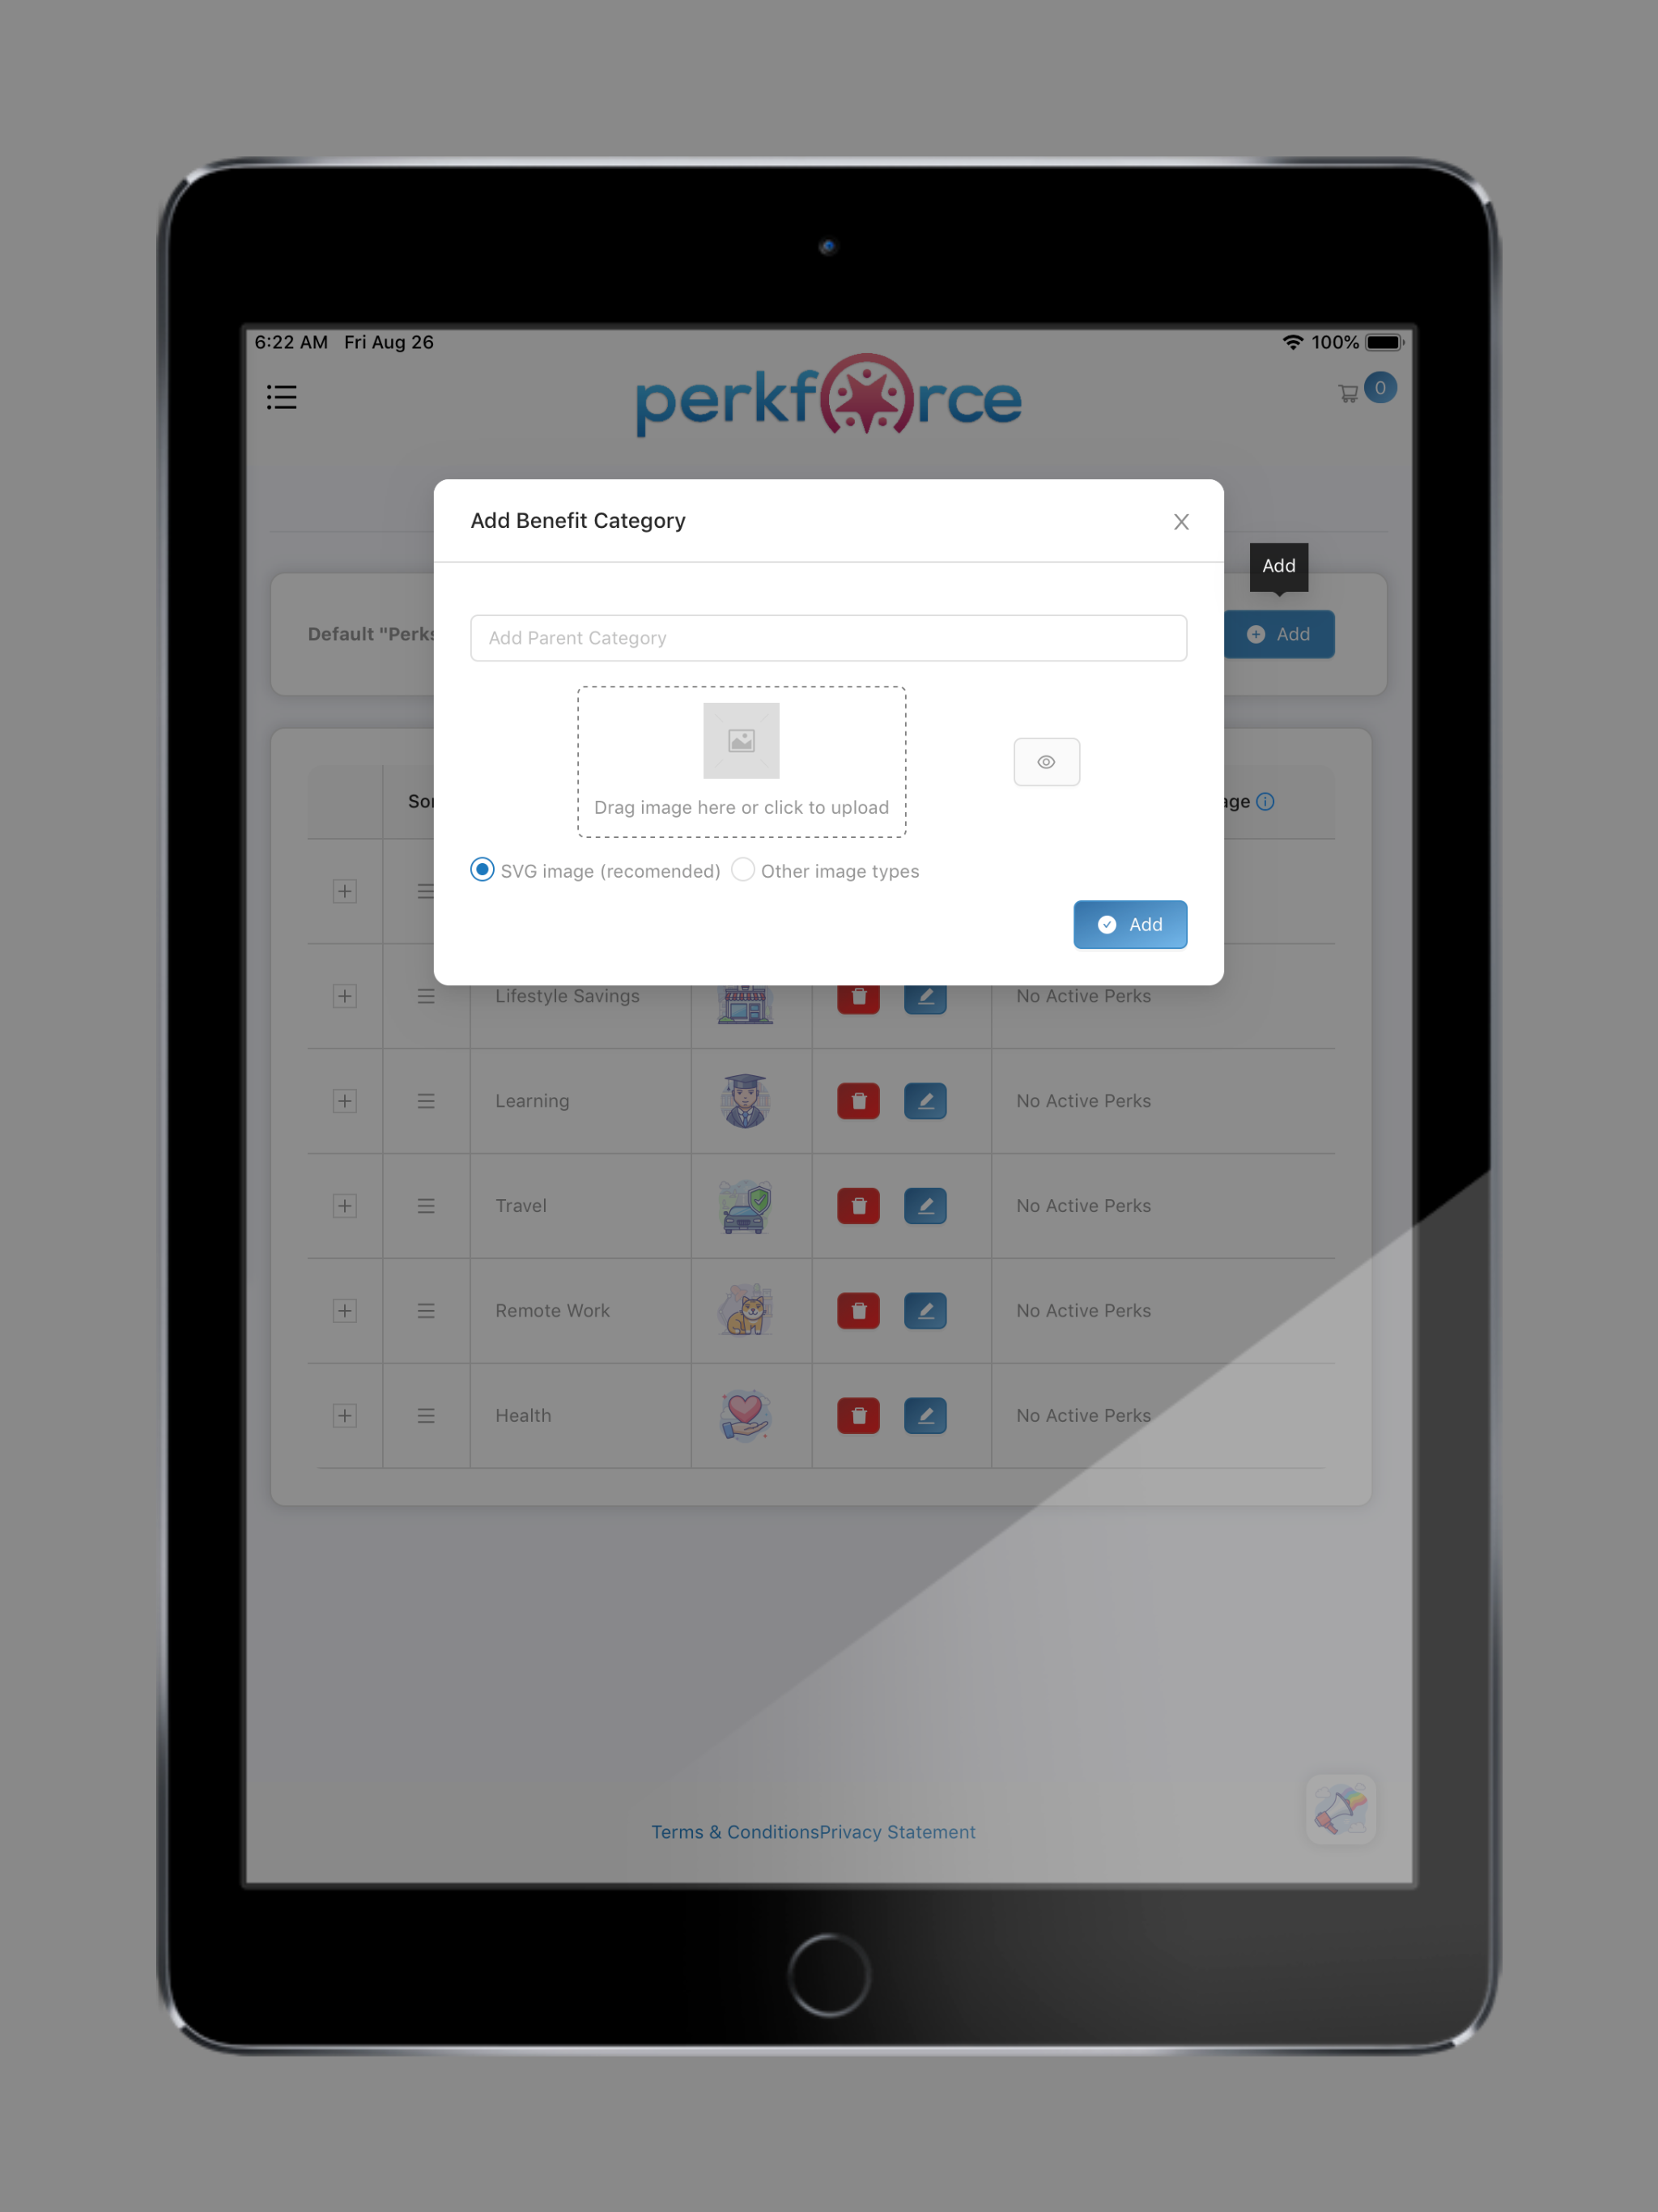 6:22 AM Fri Aug 26
100%
perkforce
0
Add Benefit Category
X
Add
Add Parent Category
Default "Perks
Add
Drag image here or click to upload
SVG image (recomended) Other image types
Add
Lifestyle Savings No Active Perks
Learning No Active Perks
Travel No Active Perks
Remote Work No Active Perks
Health No Active Perks
Terms & ConditionsPrivacy Statement